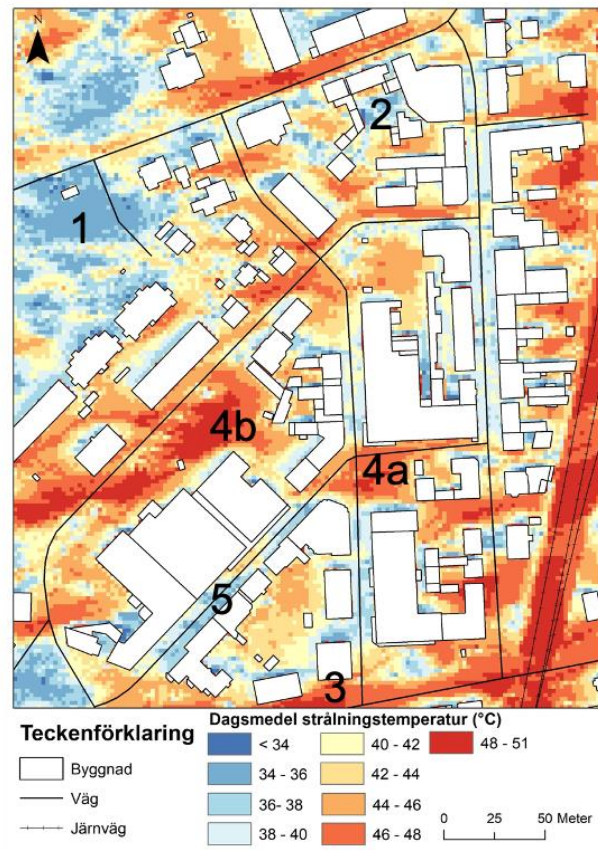 N
2
1
4b
4a
5
3
Teckenförklaring
Byggnad
Väg
Järnväg
Dagsmedel strålningstemperatur (°C)
< 34
34 - 36
36- 38
38 - 40
40 - 42
42 - 44
44 - 46
46 - 48
48 - 51
0 25 50 Meter